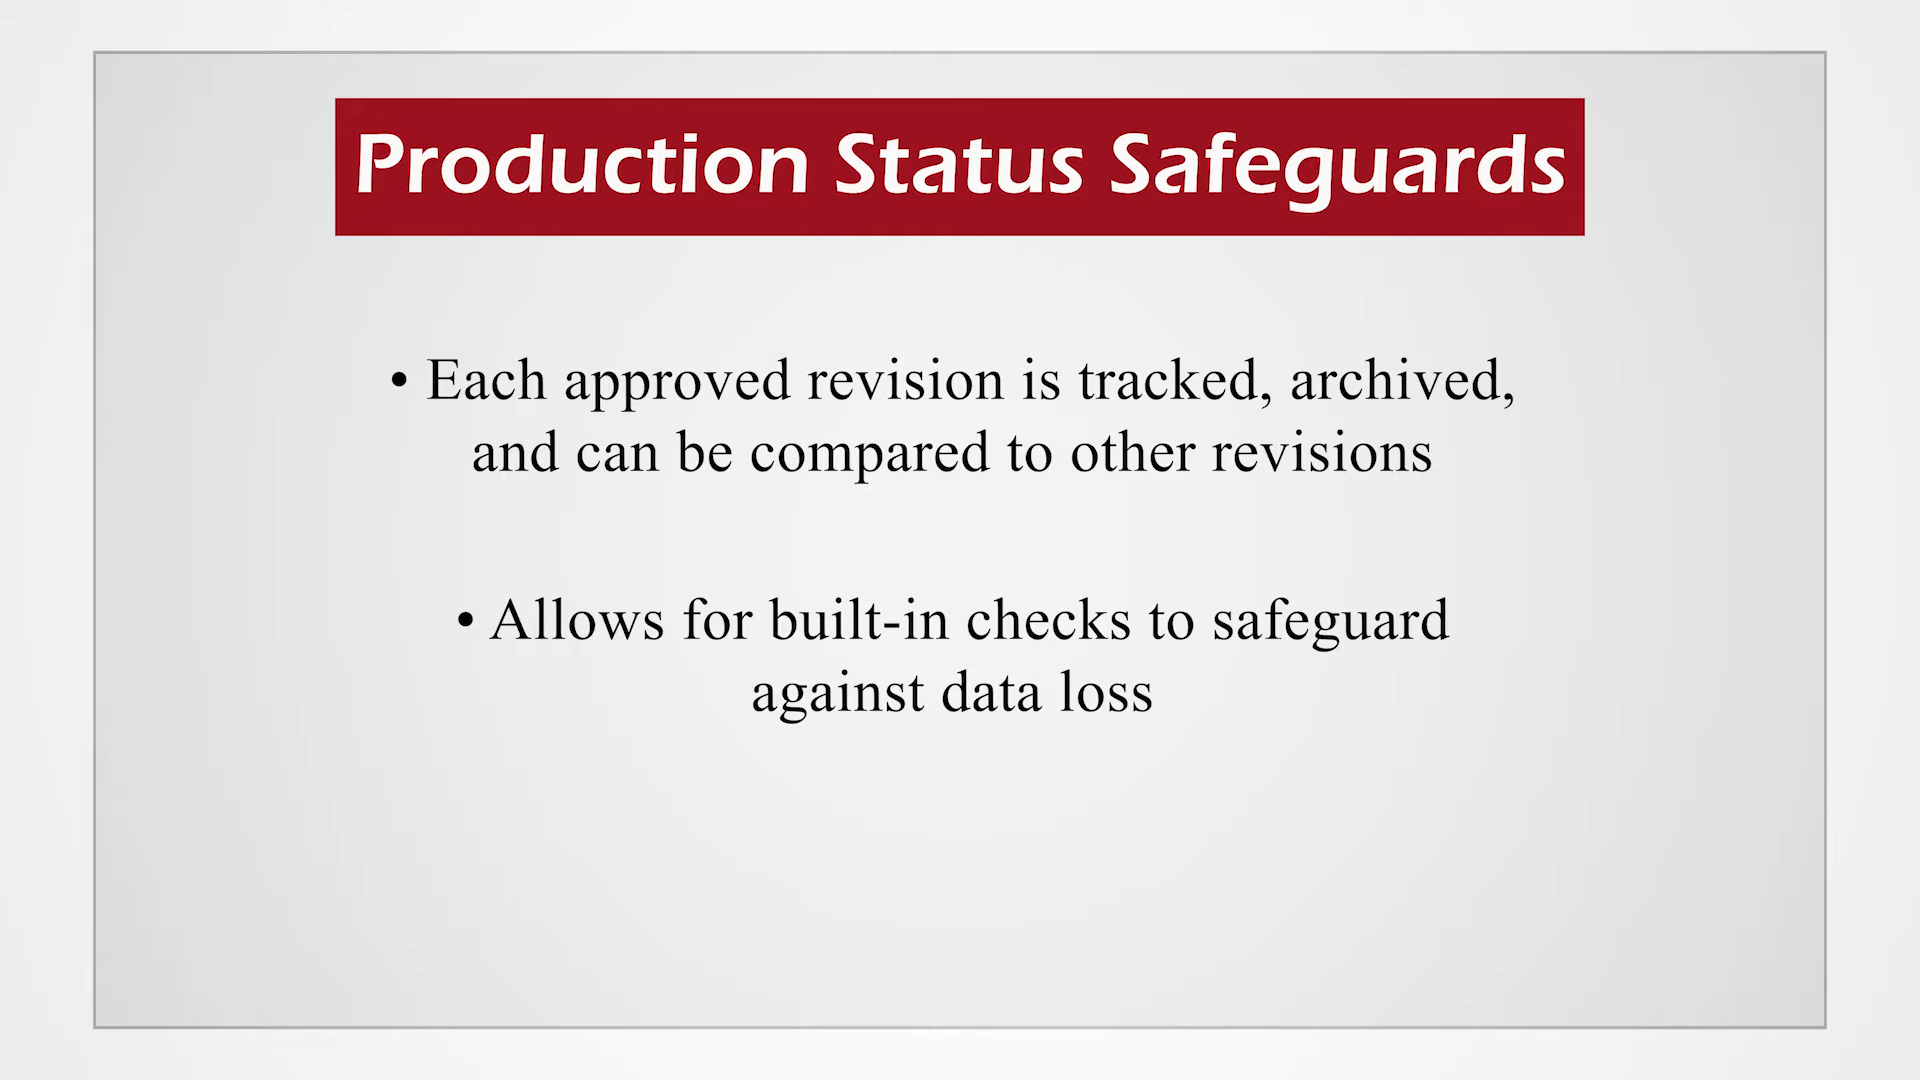 Production Status Safeguards
• Each approved revision is tracked, archived,
and can be compared to other revisions
• Allows for built-in checks to safeguard
against data loss